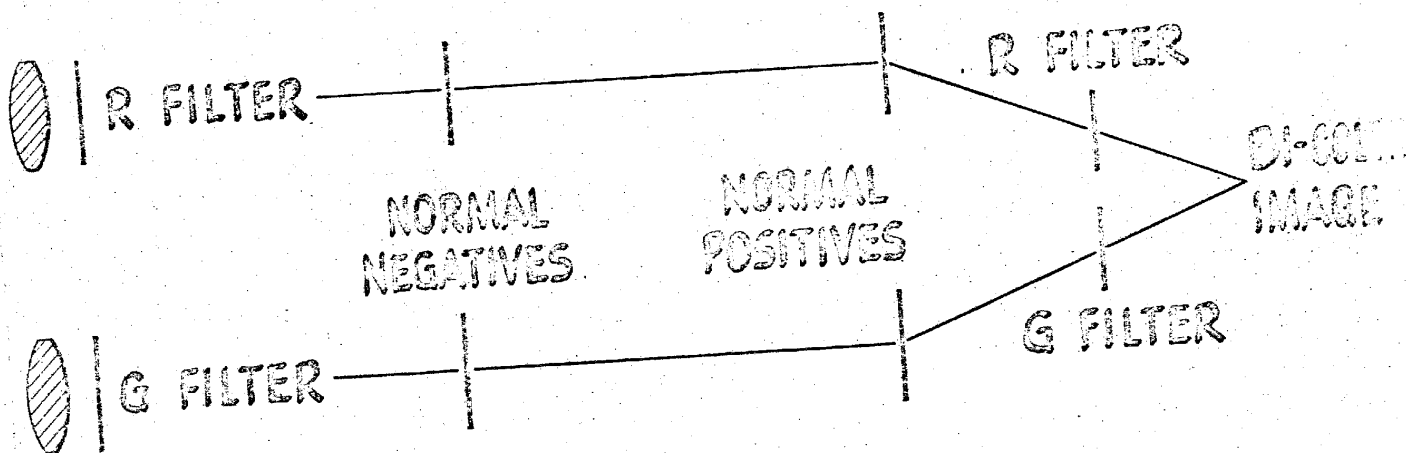 R FILTER
R FILTER
NORMAL
NEGATIVES
NORMAL
POSITIVES
IMAGE
G FILTER
G FILTER